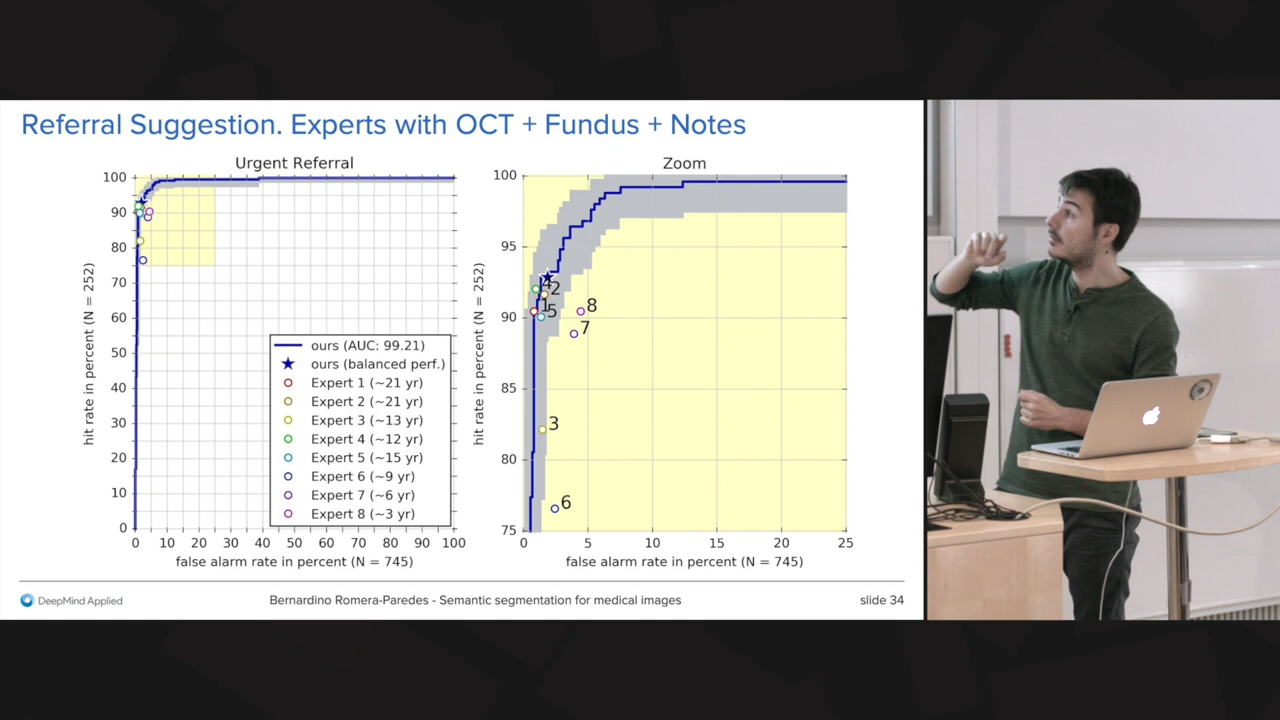 Referral Suggestion. Experts with OCT + Fundus + Notes
Urgent Referral
100
90
80
70
60
50
40
30
20
10
0
hit rate in percent (N = 252)
0 10 20 30 40 50 60 70 80 90 100
false alarm rate in percent (N = 745)
ours (AUC: 99.21)
ours (balanced perf.)
Expert 1 (~21 yr)
Expert 2 (~21 yr)
Expert 3 (~13 yr)
Expert 4 (~12 yr)
Expert 5 (~15 yr)
Expert 6 (~9 yr)
Expert 7 (~6 yr)
Expert 8 (~3 yr)
Zoom
100
95
90
85
80
75
hit rate in percent (N = 252)
4
2
1
5
8
7
3
6
0 5 10 15 20 25
false alarm rate in percent (N = 745)
DeepMind Applied
Bernardino Romera-Paredes - Semantic segmentation for medical images
slide 34